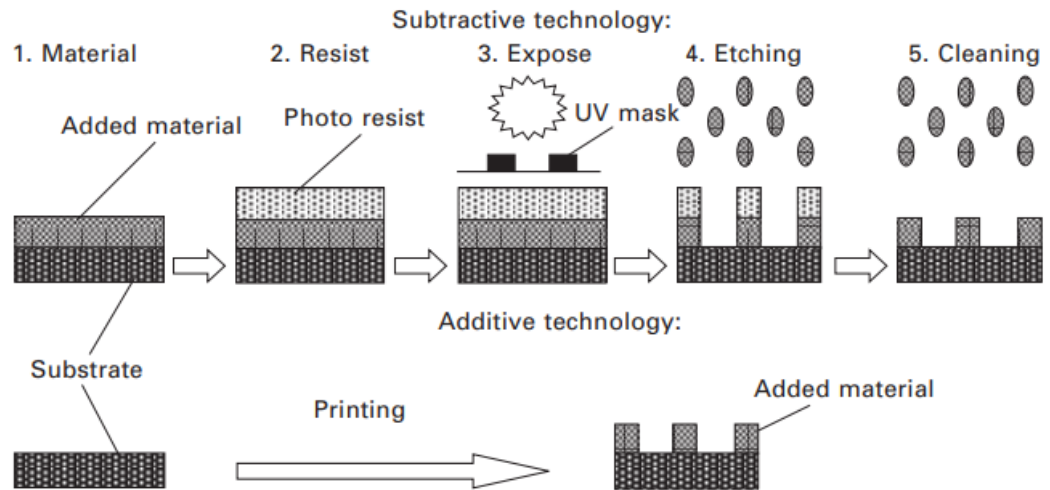 Subtractive technology:
1. Material
2. Resist
3. Expose
4. Etching
5. Cleaning
Added material
Photo resist
UV mask
Additive technology:
Substrate
Printing
Added material